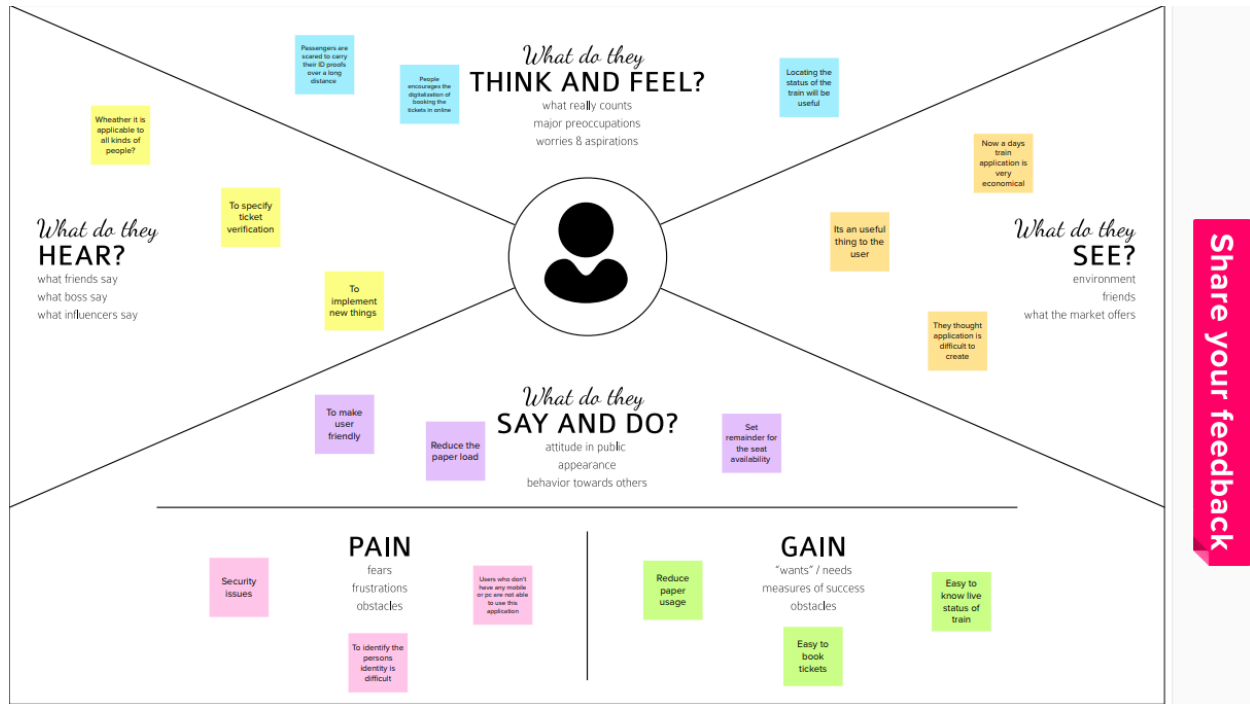 What do they
THINK AND FEEL?
what really counts
major preoccupations
worries & aspirations
Passengers are
scared to carry
their ID proofs
over a long
distance
People
encourages the
digitalization of
booking the
tickets in online
Locating the
status of the
train will be
useful
What do they
HEAR?
what friends say
what boss say
what influencers say
Wheather it is
applicable to
all kinds of
people?
To specify
ticket
verification
To
implement
new things
What do they
SEE?
environment
friends
what the market offers
Now a days
train
application is
very
economical
Its an useful
thing to the
user
They thought
application is
difficult to
create
What do they
SAY AND DO?
attitude in public
appearance
behavior towards others
To make
user
friendly
Reduce the
paper load
Set
remainder for
the seat
availability
PAIN
fears
frustrations
obstacles
Security
issues
Users who don't
heve any mobile
or pc are not able
to use this
application
To identify the
persons
identity is
difficult
GAIN
"wants" / needs
measures of success
obstacles
Reduce
paper
usage
Easy to
book
tickets
Easy to
know live
status of
train
Share your feedback